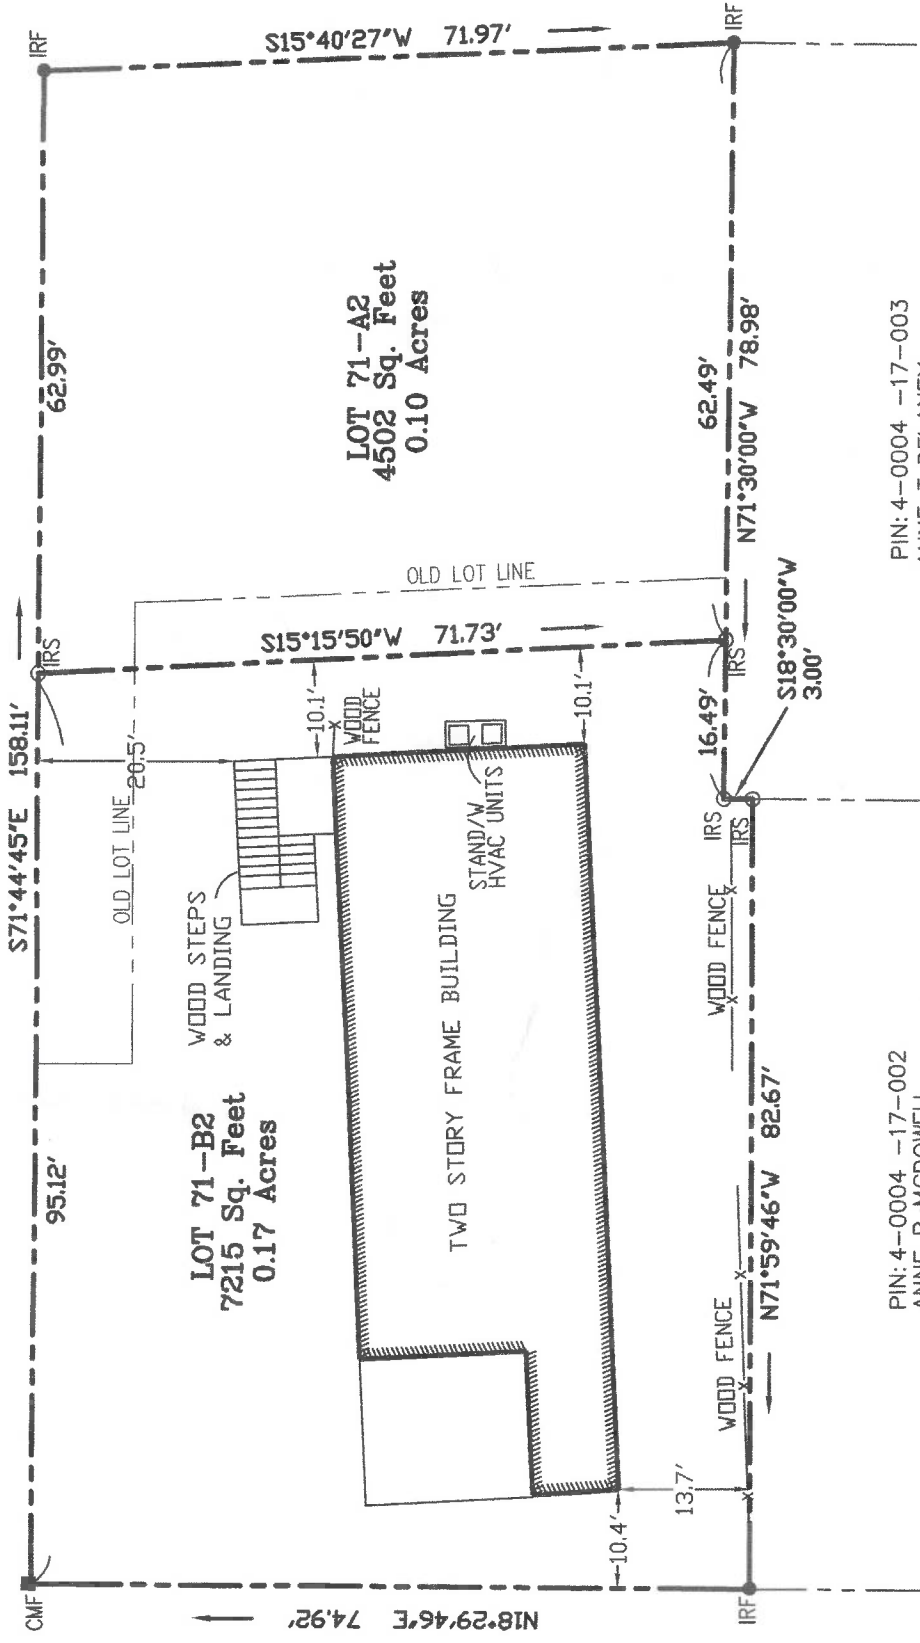 S71°44'45"E 158.11'
95.12'
62.99'
CMF
IRS
IRF
S15°40'27"W 71.97'
OLD LOT LINE
20.5'
WOOD STEPS
& LANDING
LOT 71-B2
7215 Sq. Feet
0.17 Acres
LOT 71-A2
4502 Sq. Feet
0.10 Acres
10.1'
WOOD
FENCE
S15°15'50"W 71.73'
OLD LOT LINE
STAND/W
HVAC UNITS
10.1'
TWO STORY FRAME BUILDING
10.4'
13.7'
N18°29'46"E 74.92'
WOOD FENCE
WOOD FENCE
IRS
IRS
16.49'
IRS
62.49'
N71°30'00"W 78.98'
S18°30'00"W
3.00'
IRF
IRF
N71°59'46"W 82.67'
PIN: 4-0004 -17-002
ANNE B. MCDOWELL
PIN: 4-0004 -17-003